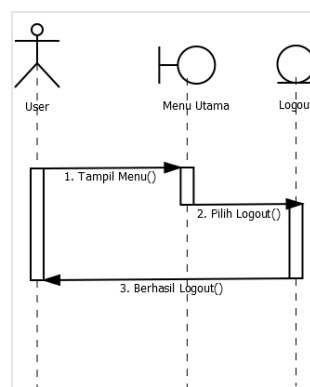 User
Menu Utama
Logout
1. Tampil Menu()
2. Pilih Logout()
3. Berhasil Logout()